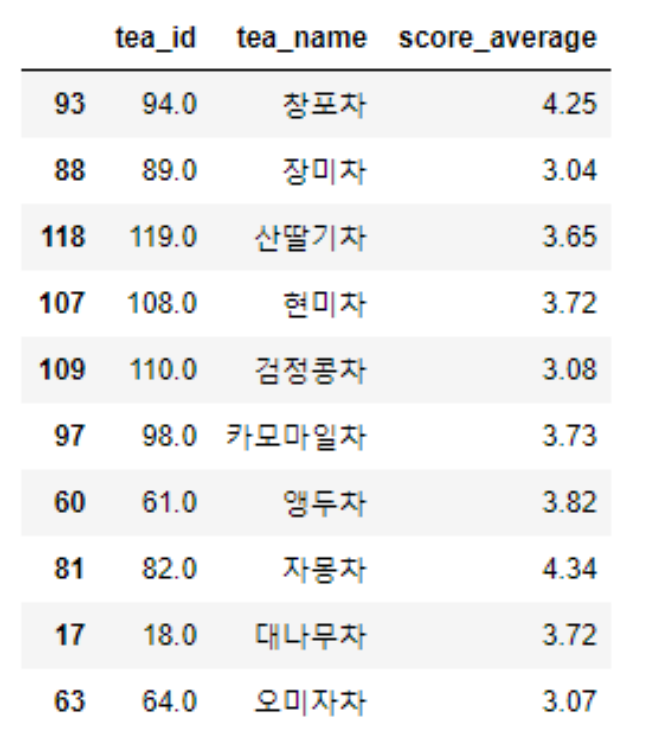 tea_id tea_name score_average
93 94.0 창포차 4.25
88 89.0 장미차 3.04
118 119.0 산딸기차 3.65
107 108.0 현미차 3.72
109 110.0 검정콩차 3.08
97 98.0 카모마일차 3.73
60 61.0 앵두차 3.82
81 82.0 자몽차 4.34
17 18.0 대나무차 3.72
63 64.0 오미자차 3.07